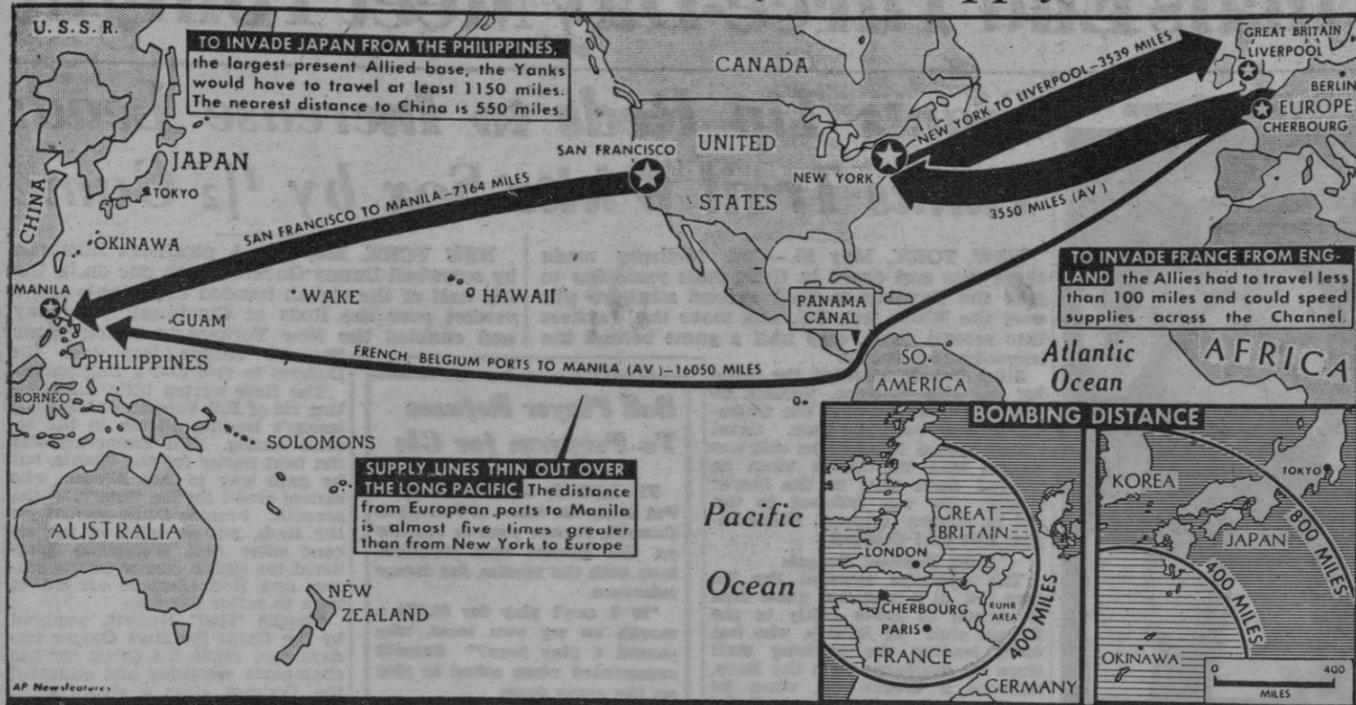 U. S. S. R.
TO INVADE JAPAN FROM THE PHILIPPINES,
the largest present Allied base, the Yanks
would have to travel at least 1150 miles.
The nearest distance to China is 550 miles.
CANADA
GREAT BRITAIN
LIVERPOOL
BERLIN
EUROPE
CHERBOURG
NEW YORK TO LIVERPOOL—3539 MILES
JAPAN
TOKYO
CHINA
SAN FRANCISCO
UNITED
STATES
NEW YORK
3550 MILES (AV )
SAN FRANCISCO TO MANILA—7164 MILES
OKINAWA
MANILA
WAKE
HAWAII
GUAM
PHILIPPINES
PANAMA
CANAL
TO INVADE FRANCE FROM ENG-
LAND the Allies had to travel less
than 100 miles and could speed
supplies across the Channel.
FRENCH, BELGIUM PORTS TO MANILA (AV )—16050 MILES
SO.
AMERICA
Atlantic
Ocean
AFRICA
BORNEO
SOLOMONS
SUPPLY LINES THIN OUT OVER
THE LONG PACIFIC. The distance
from European ports to Manila
is almost five times greater
than from New York to Europe
AUSTRALIA
NEW
ZEALAND
Pacific
Ocean
BOMBING DISTANCE
GREAT
BRITAIN
LONDON
CHERBOURG
RUHR
AREA
PARIS
FRANCE
GERMANY
400 MILES
KOREA
TOKYO
JAPAN
800 MILES
400 MILES
OKINAWA
0 400
MILES
AP Newsfeatures